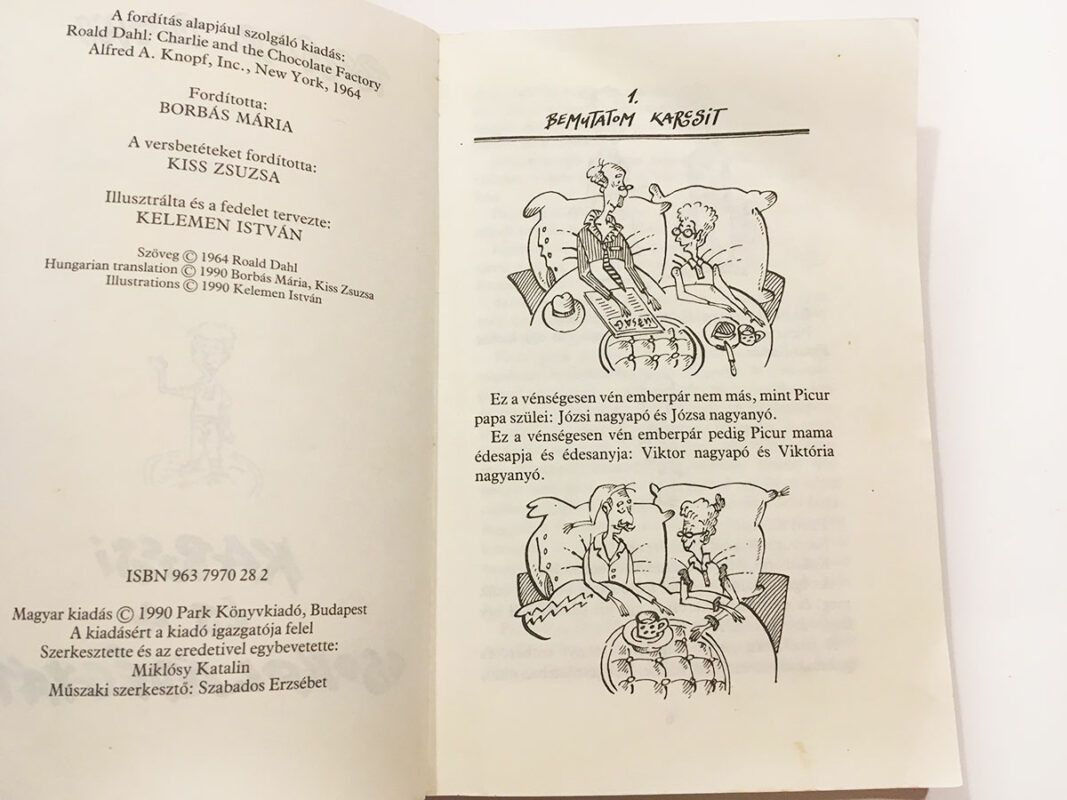 A fordítás alapjául szolgáló kiadás:
Roald Dahl: Charlie and the Chocolate Factory
Alfred A. Knopf, Inc., New York, 1964
Fordította:
BORBÁS MÁRIA
A versbetéteket fordította:
KISS ZSUZSA
Illusztrálta és a fedelet tervezte:
KELEMEN ISTVÁN
Szöveg © 1964 Roald Dahl
Hungarian translation © 1990 Borbás Mária, Kiss Zsuzsa
Illustrations © 1990 Kelemen István
ISBN 963 7970 28 2
Magyar kiadás © 1990 Park Könyvkiadó, Budapest
A kiadásért a kiadó igazgatója felel
Szerkesztette és az eredetivel egybevetette:
Miklósy Katalin
Műszaki szerkesztő: Szabados Erzsébet
1.
BEMUTATOM KARCSIT
ÚJSÁG
Ez a vénségesen vén emberpár nem más, mint Picur
papa szülei: Józsi nagyapó és Józsa nagyanyó.
Ez a vénségesen vén emberpár pedig Picur mama
édesapja és édesanyja: Viktor nagyapó és Viktória
nagyanyó.